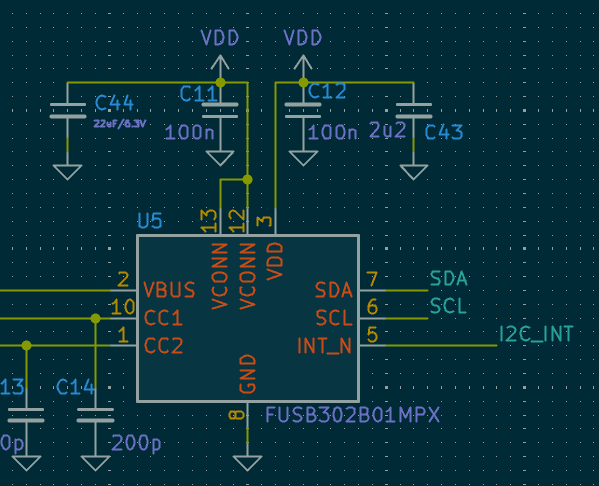 VDD
VDD
C44
22uF/6.3V
C11
100n
C12
100n
2u2
C43
U5
13
12
3
VCONN
VCONN
VDD
2
VBUS
10
CC1
1
CC2
SDA
7
SDA
SCL
6
SCL
INT_N
5
I2C_INT
GND
8
FUSB302B01MPX
13
0p
C14
200p